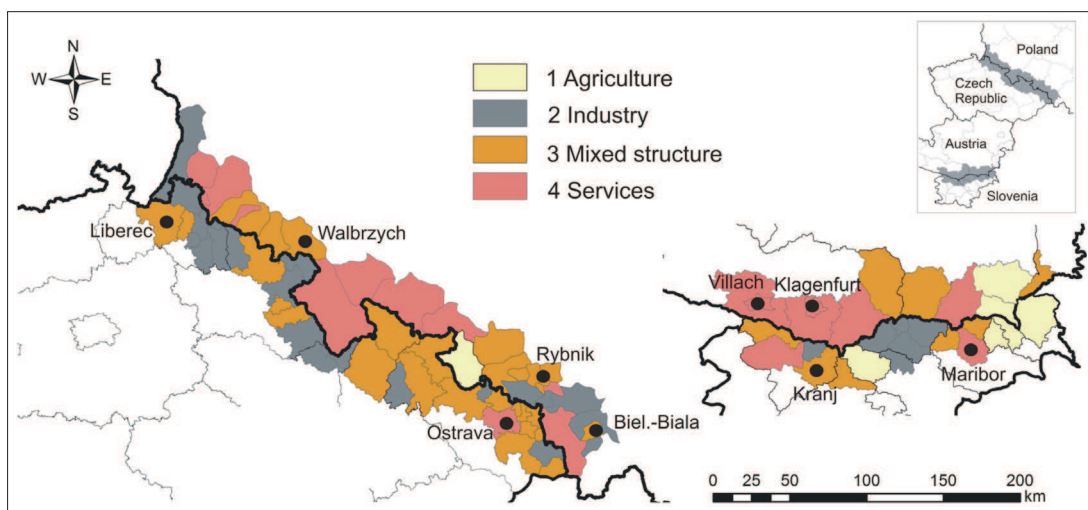 N
W E
S
1 Agriculture
2 Industry
3 Mixed structure
4 Services
Poland
Czech
Republic
Austria
Slovenia
Liberec
Walbrzych
Rybnik
Ostrava
Biel.-Biala
Villach
Klagenfurt
Kranj
Maribor
0 50 100 150 200
km